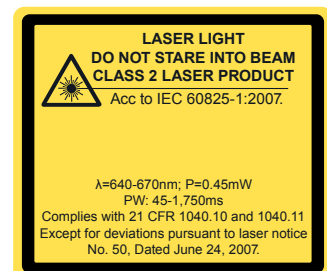 LASER LIGHT
DO NOT STARE INTO BEAM
CLASS 2 LASER PRODUCT
Acc to IEC 60825-1:2007.
λ=640-670nm; P=0.45mW
PW: 45-1,750ms
Complies with 21 CFR 1040.10 and 1040.11
Except for deviations pursuant to laser notice
No. 50, Dated June 24, 2007.